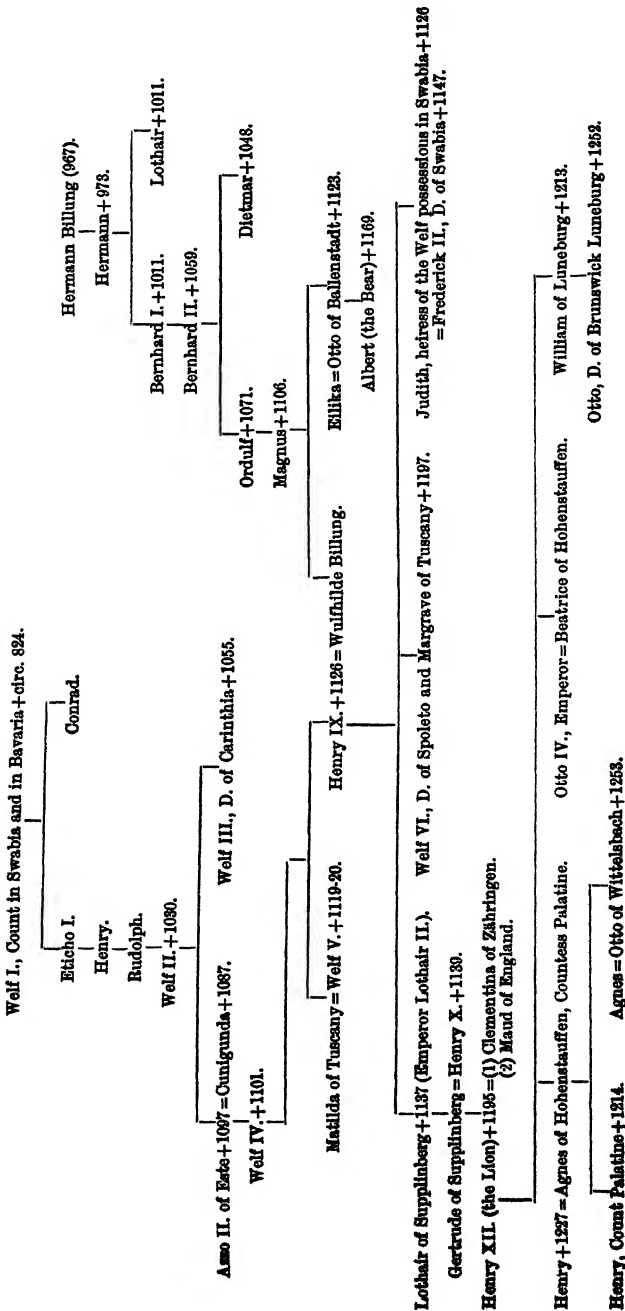 Welf I., Count in Swabia and in Bavaria+circ. 824.
Eticho I. Conrad.
Henry.
Rudolph.
Welf II.+1030.
Hermann Billung (967)
Hermann+973.
Bernhard I.+1011. Lothair+1011.
Bernhard II.+1059.
Azzo II. of Este+1097=Cunigunda+1087. Welf III., D. of Carinthia+1055.
Welf IV.+1101.
Ordulf+1071. Dietmar+1048.
Magnus+1106.
Matilda of Tuscany=Welf V.+1119-20. Henry IX.+1126=Wulfhilde Billung. Eilika=Otto of Ballenstadt+1123.
Albert (the Bear)+1169.
Lothair of Supplinberg+1137 (Emperor Lothair II.). Welf VI., D. of Spoleto and Margrave of Tuscany+1197. Judith, heiress of the Welf possessious in Swabia+1126
Gertrude of Supplinberg=Henry X.+1139. =Frederick II., D. of Swabia+1147.
Henry XII. (the Lion)+1195=(1) Clementina of Zähringen.
(2) Maud of England.
Henry+1227=Agnes of Hohenstauffen, Countess Palatine. Otto IV., Emperor=Beatrice of Hohenstauffen. William of Luneburg+1213.
Henry, Count Palatine+1214. Agnes=Otto of Wittelsbach+1253. Otto, D. of Brunswick Luneburg+1252.